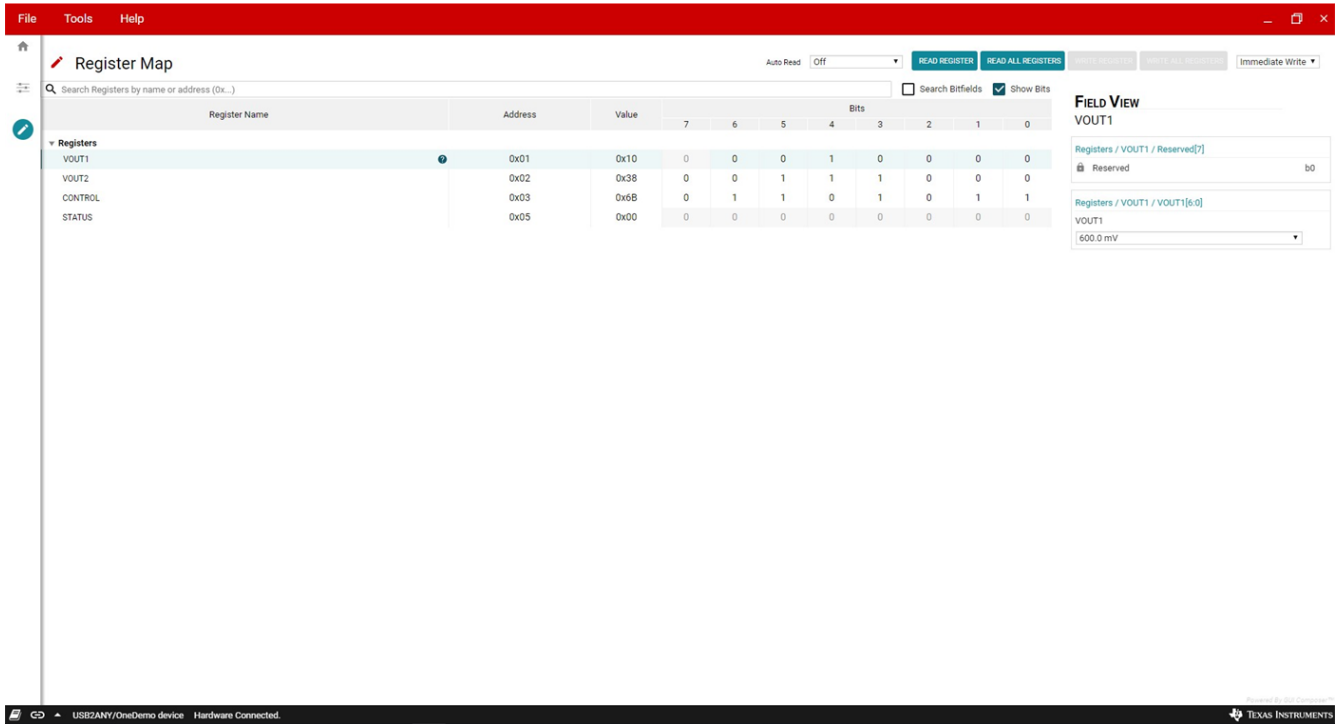 File Tools Help
Register Map
Auto Read Off READ REGISTER READ ALL REGISTERS WRITE REGISTER WRITE ALL REGISTERS Immediate Write
Search Registers by name or address (0x...) Search Bitfields Show Bits
Register Name Address Value Bits
7 6 5 4 3 2 1 0
Registers
VOUT1 0x01 0x10 0 0 0 1 0 0 0 0
VOUT2 0x02 0x38 0 0 1 1 1 0 0 0
CONTROL 0x03 0x6B 0 1 1 0 1 0 1 1
STATUS 0x05 0x00 0 0 0 0 0 0 0 0
FIELD VIEW
VOUT1
Registers / VOUT1 / Reserved[7]
Reserved b0
Registers / VOUT1 / VOUT1[6:0]
VOUT1
600.0 mV
Powered By GUI Composer™
USB2ANY/OneDemo device Hardware Connected. TEXAS INSTRUMENTS